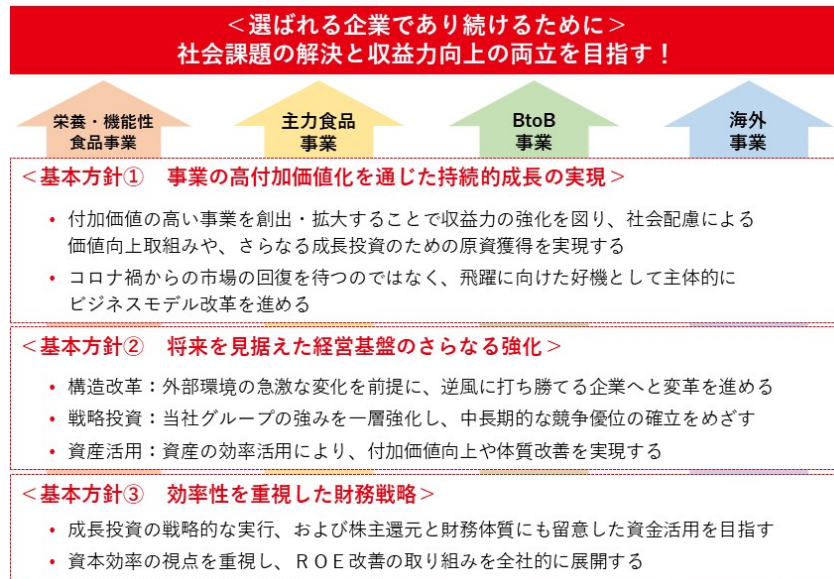 ＜選ばれる企業であり続けるために＞
社会課題の解決と収益力向上の両立を目指す！
栄養・機能性
食品事業
主力食品
事業
BtoB
事業
海外
事業
＜基本方針①　事業の高付加価値化を通じた持続的成長の実現＞
• 付加価値の高い事業を創出・拡大することで収益力の強化を図り、社会配慮による
価値向上取組みや、さらなる成長投資のための原資獲得を実現する
• コロナ禍からの市場の回復を待つのではなく、飛躍に向けた好機として主体的に
ビジネスモデル改革を進める
＜基本方針②　将来を見据えた経営基盤のさらなる強化＞
• 構造改革：外部環境の急激な変化を前提に、逆風に打ち勝てる企業へと変革を進める
• 戦略投資：当社グループの強みを一層強化し、中長期的な競争優位の確立をめざす
• 資産活用：資産の効率活用により、付加価値向上や体質改善を実現する
＜基本方針③　効率性を重視した財務戦略＞
• 成長投資の戦略的な実行、および株主還元と財務体質にも留意した資金活用を目指す
• 資本効率の視点を重視し、ＲＯＥ改善の取り組みを全社的に展開する